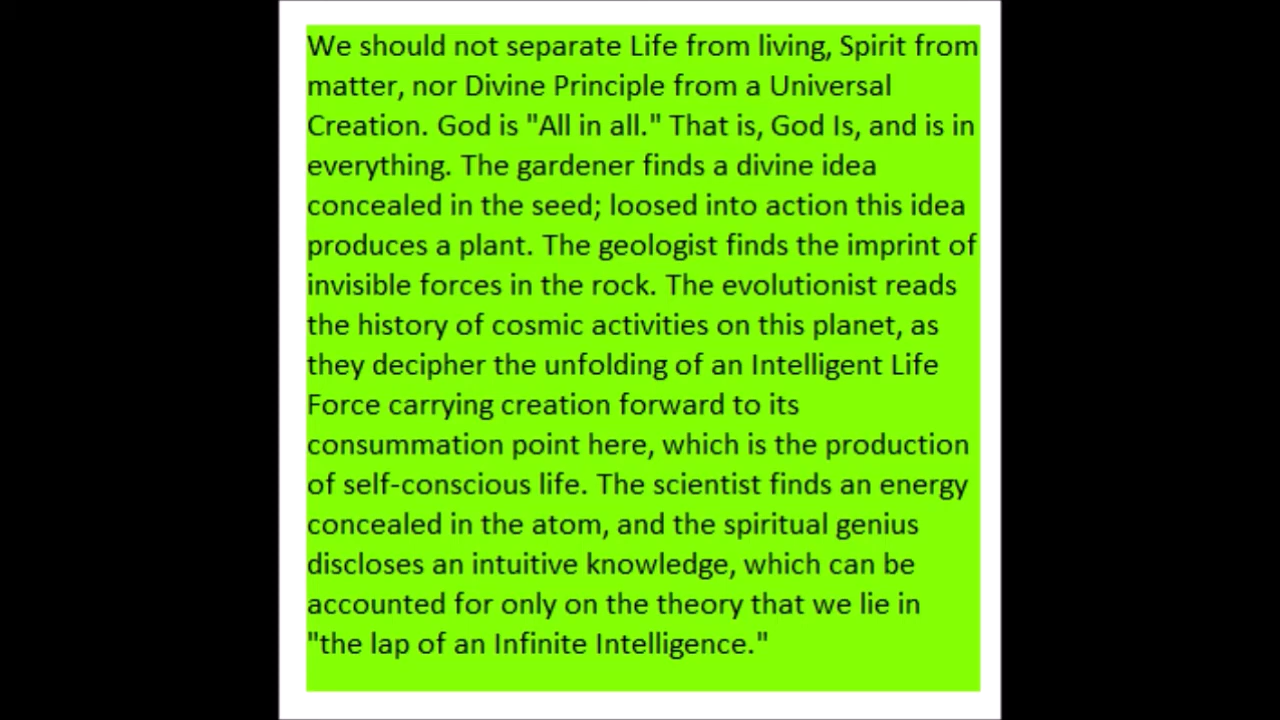 We should not separate Life from living, Spirit from
matter, nor Divine Principle from a Universal
Creation. God is "All in all." That is, God Is, and is in
everything. The gardener finds a divine idea
concealed in the seed; loosed into action this idea
produces a plant. The geologist finds the imprint of
invisible forces in the rock. The evolutionist reads
the history of cosmic activities on this planet, as
they decipher the unfolding of an Intelligent Life
Force carrying creation forward to its
consummation point here, which is the production
of self-conscious life. The scientist finds an energy
concealed in the atom, and the spiritual genius
discloses an intuitive knowledge, which can be
accounted for only on the theory that we lie in
"the lap of an Infinite Intelligence."